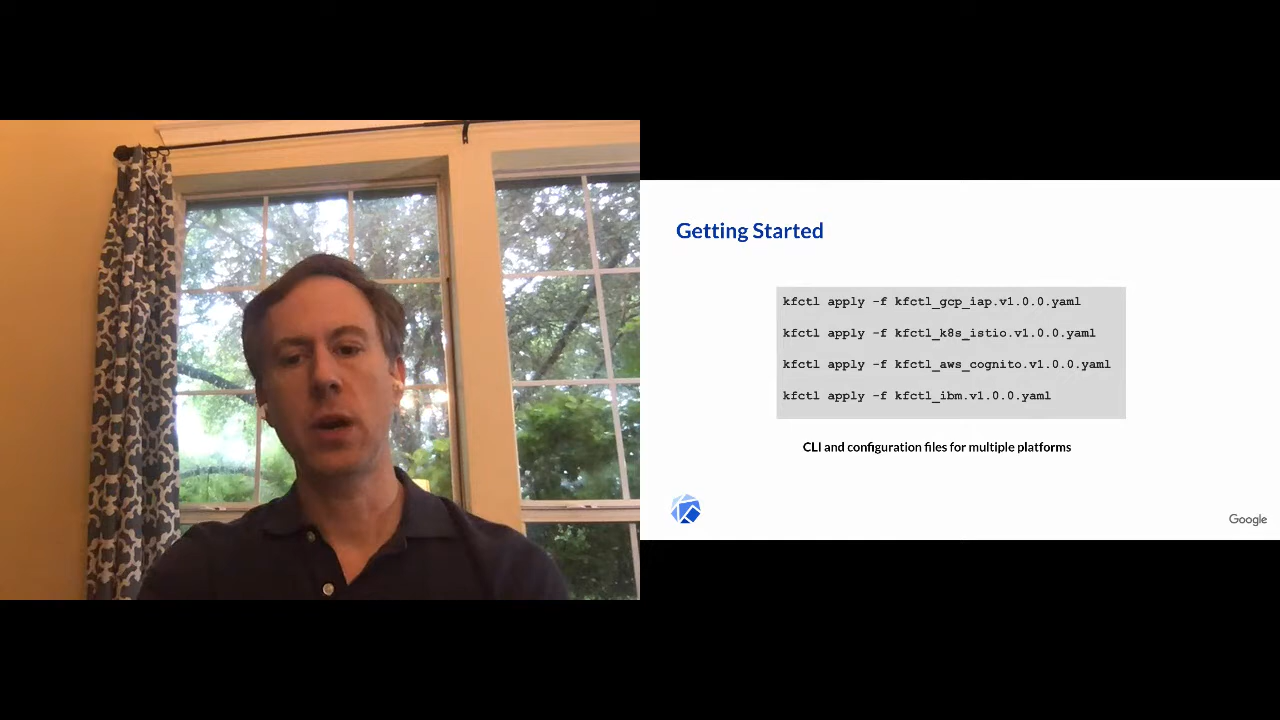 Getting Started
kfctl apply -f kfctl_gcp_iap.v1.0.0.yaml
kfctl apply -f kfctl_k8s_istio.v1.0.0.yaml
kfctl apply -f kfctl_aws_cognito.v1.0.0.yaml
kfctl apply -f kfctl_ibm.v1.0.0.yaml
CLI and configuration files for multiple platforms
Google